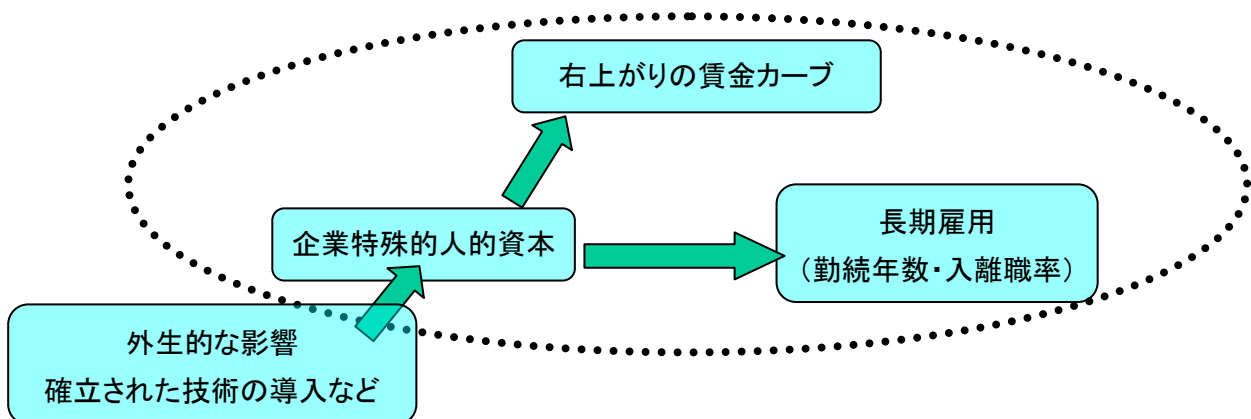 右上がりの賃金カーブ
企業特殊的人的資本
長期雇用
（勤続年数・入離職率）
外生的な影響
確立された技術の導入など